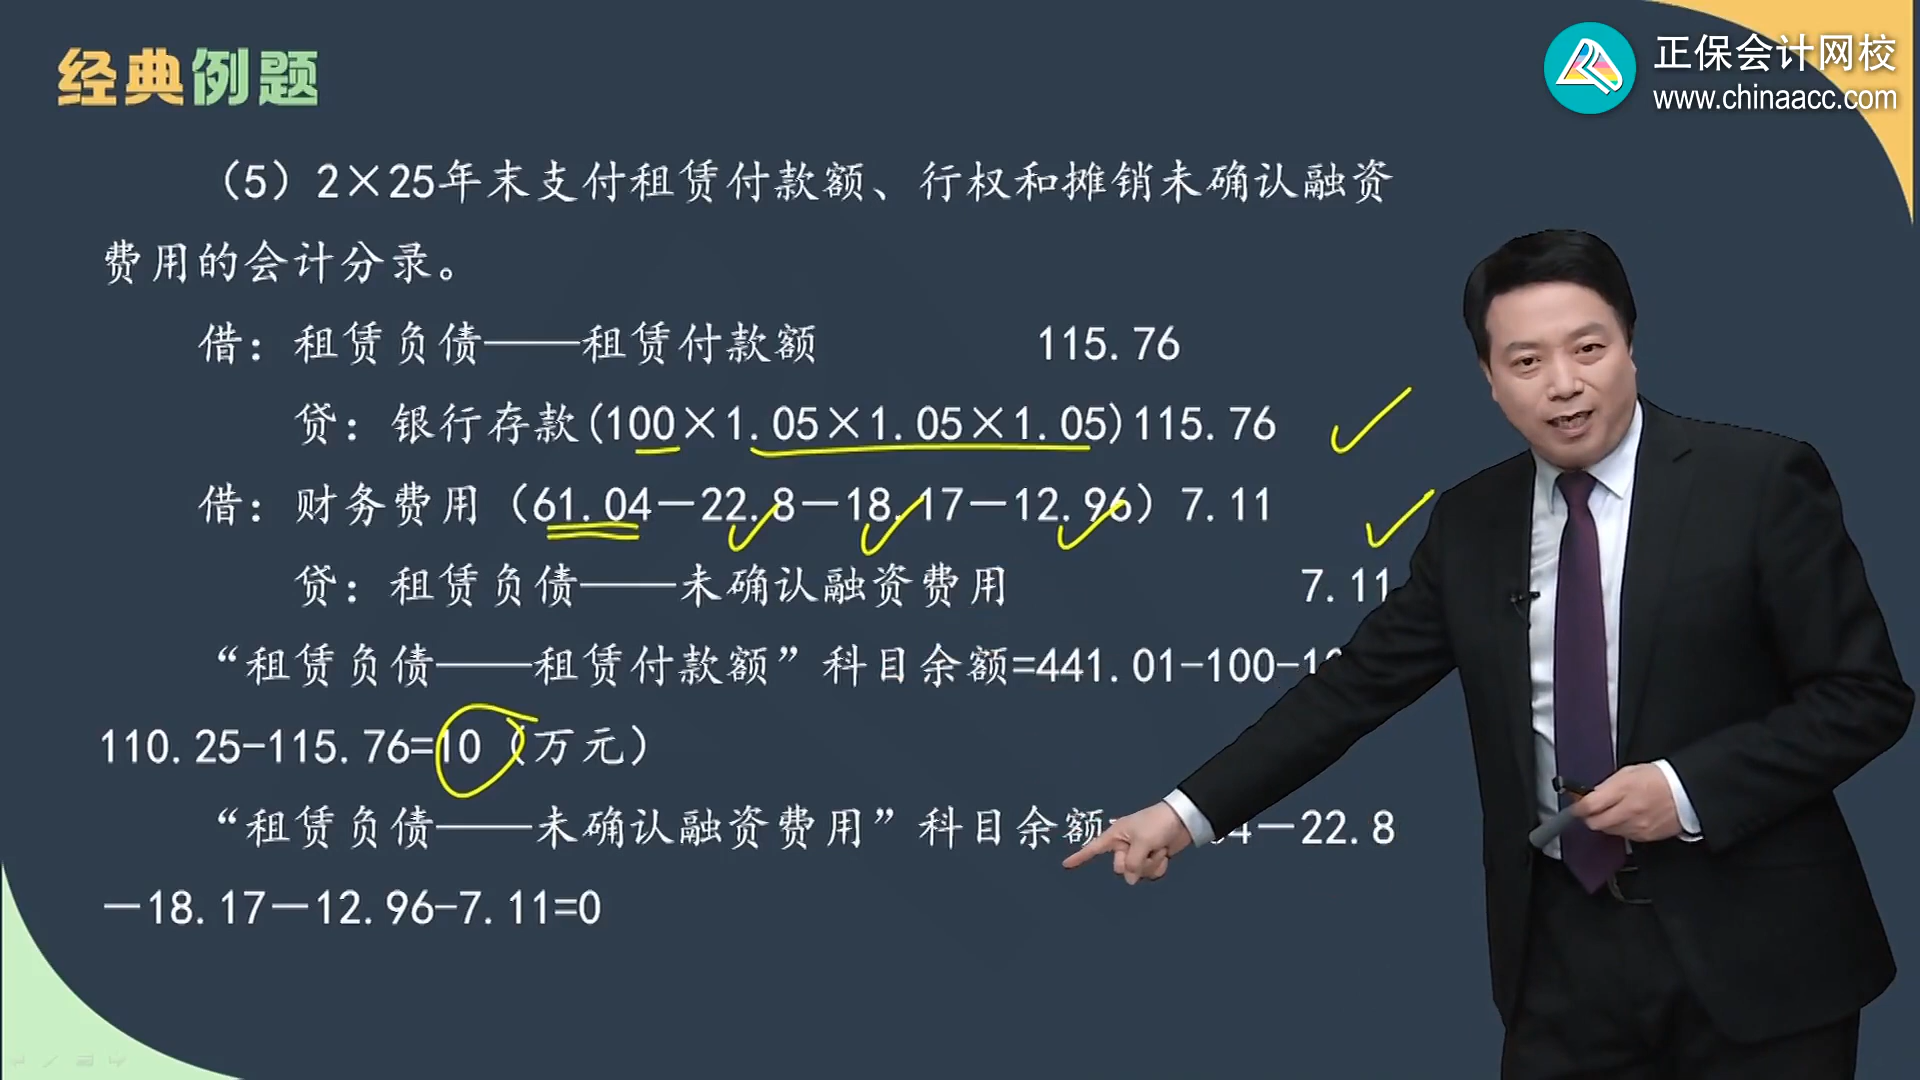 经典例题
正保会计网校
www.chinaacc.com
（5）2×25年末支付租赁付款额、行权和摊销未确认融资
费用的会计分录。
借：租赁负债——租赁付款额 115.76
贷：银行存款(100×1.05×1.05×1.05)115.76
借：财务费用（61.04－22.8－18.17－12.96）7.11
贷：租赁负债——未确认融资费用 7.11
“租赁负债——租赁付款额”科目余额=441.01-100-
110.25-115.76=10（万元）
“租赁负债——未确认融资费用”科目余额 －22.8
－18.17－12.96-7.11=0